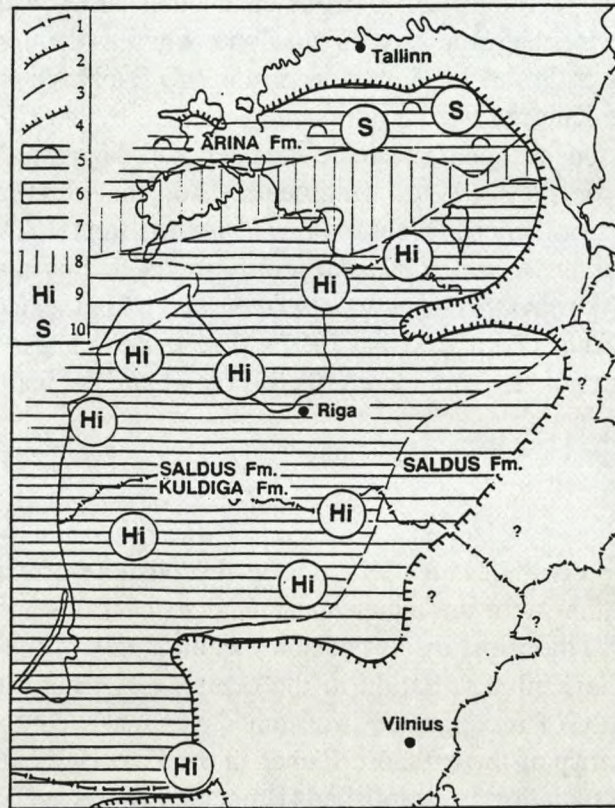 1
2
3
4
5
6
7
8
9
10
Hi
S
Tallinn
S
S
ÄRINA Fm.
Hi
Hi
Hi
Hi
Riga
?
Hi
SALDUS Fm.
KULDIGA Fm.
SALDUS Fm.
Hi
Hi
?
Hi
?
?
Vilnius
Hi